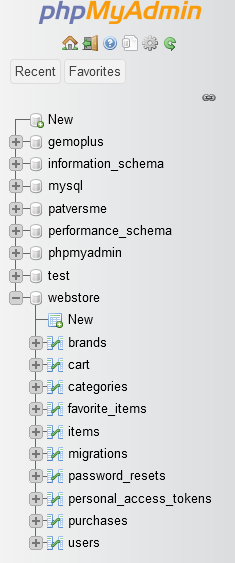 phpMyAdmin
Recent Favorites
New
gemoplus
information_schema
mysql
patversme
performance_schema
phpmyadmin
test
webstore
New
brands
cart
categories
favorite_items
items
migrations
password_resets
personal_access_tokens
purchases
users